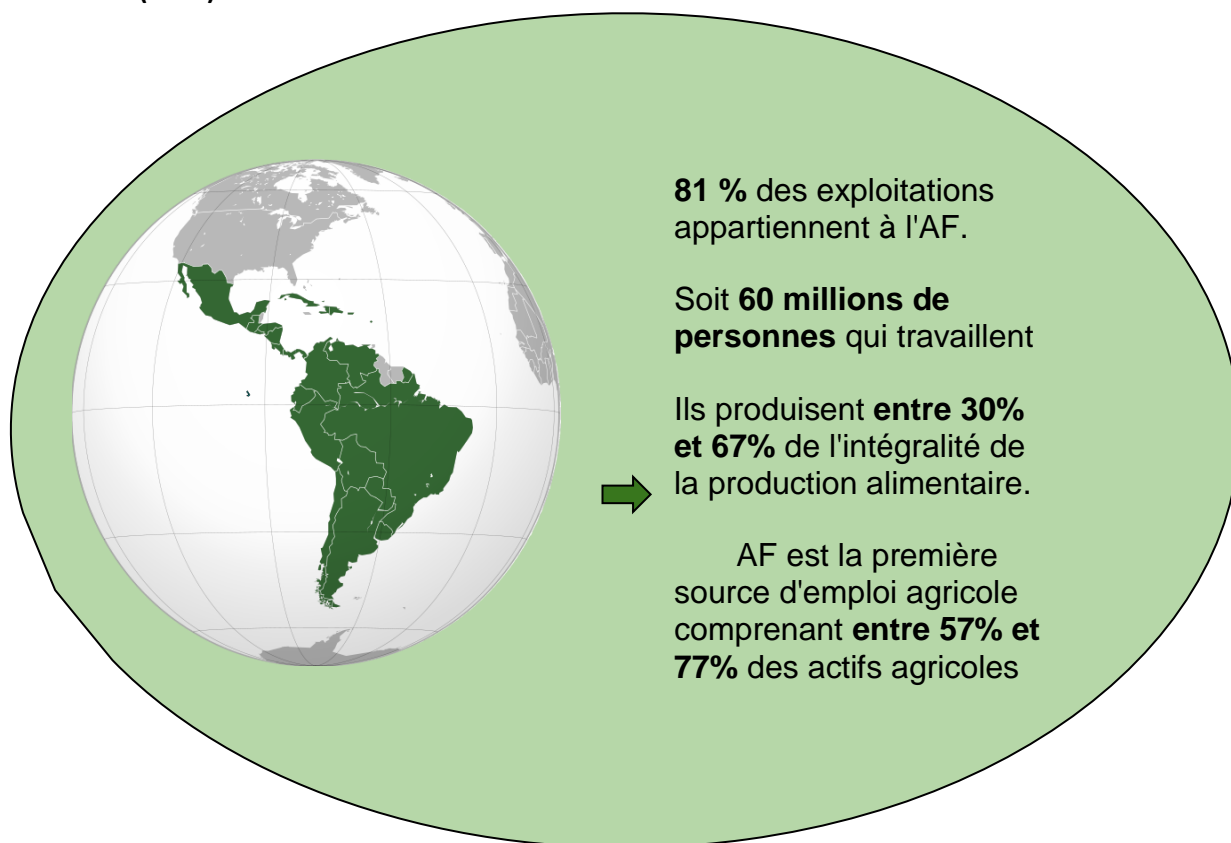 81 % des exploitations
appartiennent à l'AF.
Soit 60 millions de
personnes qui travaillent
Ils produisent entre 30%
et 67% de l'intégralité de
la production alimentaire.
AF est la première
source d'emploi agricole
comprenant entre 57% et
77% des actifs agricoles